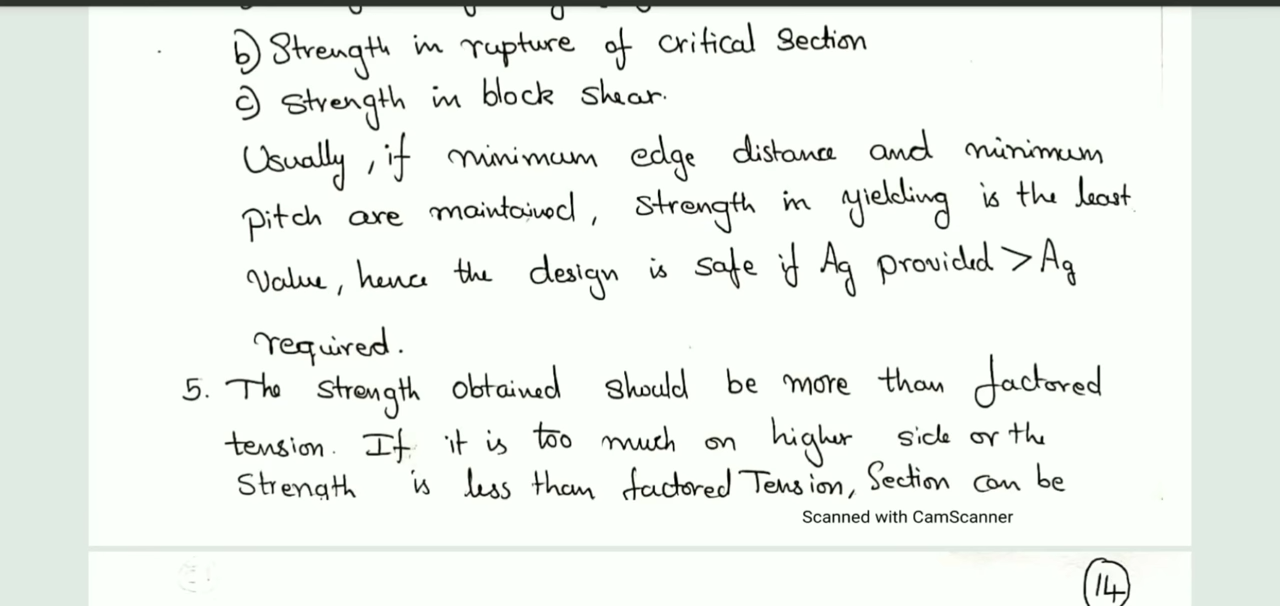 b) Strength in rupture of critical section
c) Strength in block shear.
Usually, if minimum edge distance and minimum
pitch are maintained, strength in yielding is the least
value, hence the design is safe if Ag provided > Ag
required.
5. The strength obtained should be more than factored
tension. If it is too much on higher side or the
Strength is less than factored Tension, Section can be
Scanned with CamScanner
14